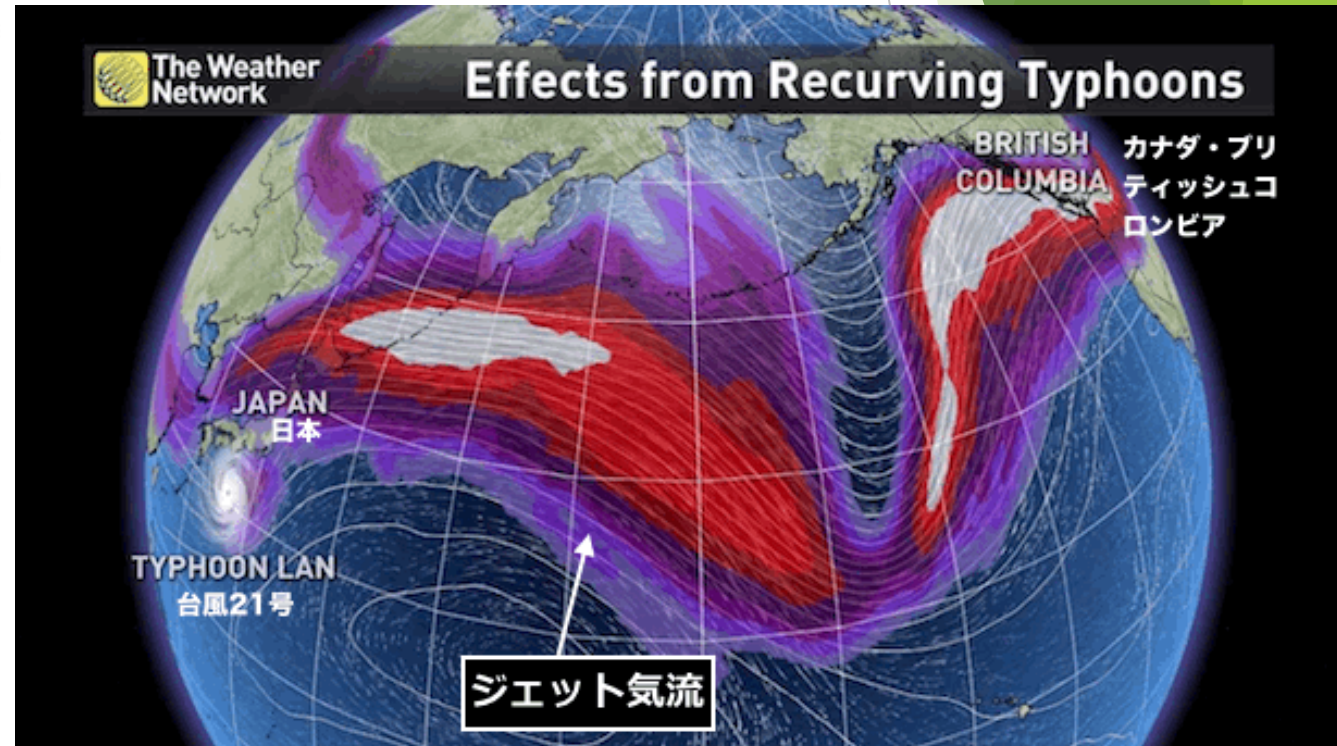 The Weather
Network
Effects from Recurving Typhoons
BRITISH
COLUMBIA
カナダ・ブリ
ティッシュコ
ロンビア
JAPAN
日本
TYPHOON LAN
台風21号
ジェット気流